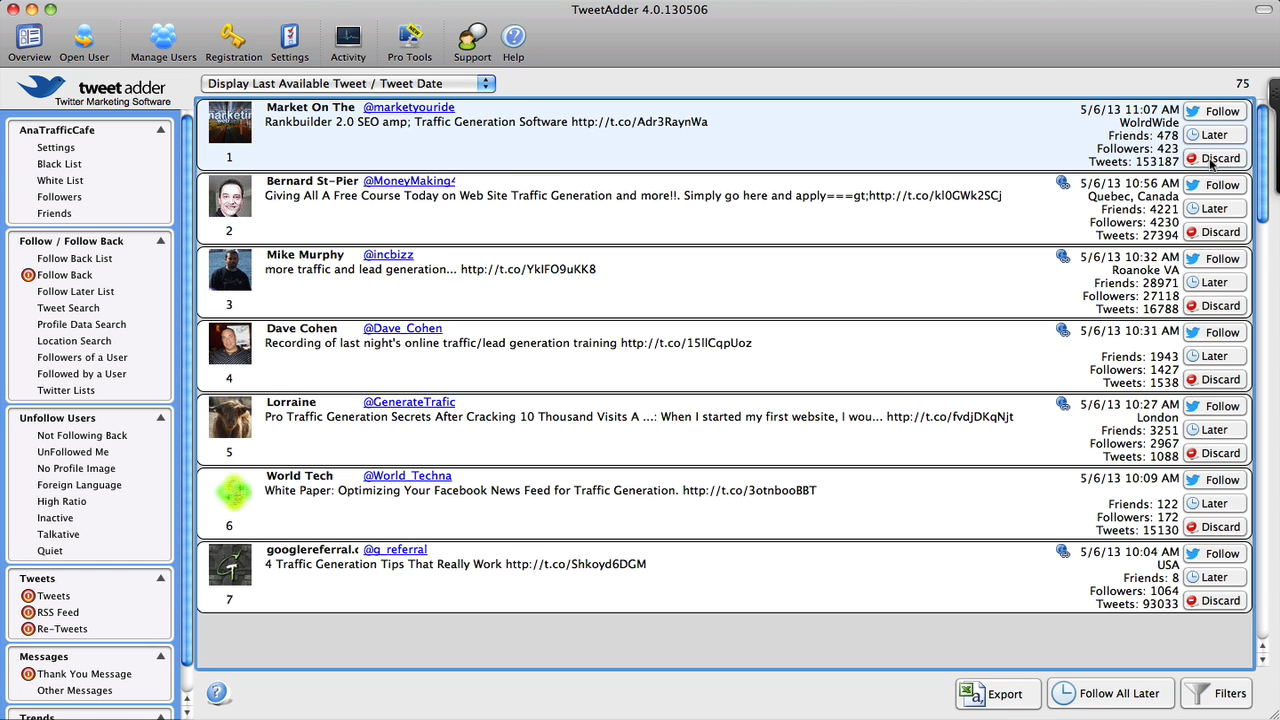 TweetAdder 4.0.130506
Overview Open User Manage Users Registration Settings Activity Pro Tools Support Help
NEW
tweet adder
Twitter Marketing Software
Display Last Available Tweet / Tweet Date 75
AnaTrafficCafe
Settings
Black List
White List
Followers
Friends
Follow / Follow Back
Follow Back List
Follow Back
Follow Later List
Tweet Search
Profile Data Search
Location Search
Followers of a User
Followed by a User
Twitter Lists
Unfollow Users
Not Following Back
UnFollowed Me
No Profile Image
Foreign Language
High Ratio
Inactive
Talkative
Quiet
Tweets
Tweets
RSS Feed
Re-Tweets
Messages
Thank You Message
Other Messages
Trends
Market On The @marketyouride 5/6/13 11:07 AM Follow
Rankbuilder 2.0 SEO amp; Traffic Generation Software http://t.co/Adr3RaynWa WolrdWide
Friends: 478 Later
Followers: 423
1 Tweets: 153187 Discard
Bernard St-Pier @MoneyMaking4 5/6/13 10:56 AM Follow
Giving All A Free Course Today on Web Site Traffic Generation and more!!. Simply go here and apply===gt;http://t.co/kl0GWk2SCj Quebec, Canada
Friends: 4221 Later
Followers: 4230
2 Tweets: 27394 Discard
Mike Murphy @incbizz 5/6/13 10:32 AM Follow
more traffic and lead generation... http://t.co/YkIFO9uKK8 Roanoke VA
Friends: 28971 Later
Followers: 27118
3 Tweets: 16788 Discard
Dave Cohen @Dave_Cohen 5/6/13 10:31 AM Follow
Recording of last night's online traffic/lead generation training http://t.co/15llCqpUoz
Friends: 1943 Later
Followers: 1427
4 Tweets: 1538 Discard
Lorraine @GenerateTrafic 5/6/13 10:27 AM Follow
Pro Traffic Generation Secrets After Cracking 10 Thousand Visits A ...: When I started my first website, I wou... http://t.co/fvdjDKqNjt London
Friends: 3251 Later
Followers: 2967
5 Tweets: 1088 Discard
World Tech @World_Techna 5/6/13 10:09 AM Follow
White Paper: Optimizing Your Facebook News Feed for Traffic Generation. http://t.co/3otnbooBBT
Friends: 122 Later
Followers: 172
6 Tweets: 15130 Discard
googlereferral.c @g_referral 5/6/13 10:04 AM Follow
4 Traffic Generation Tips That Really Work http://t.co/Shkoyd6DGM USA
Friends: 8 Later
Followers: 1064
7 Tweets: 93033 Discard
Export Follow All Later Filters